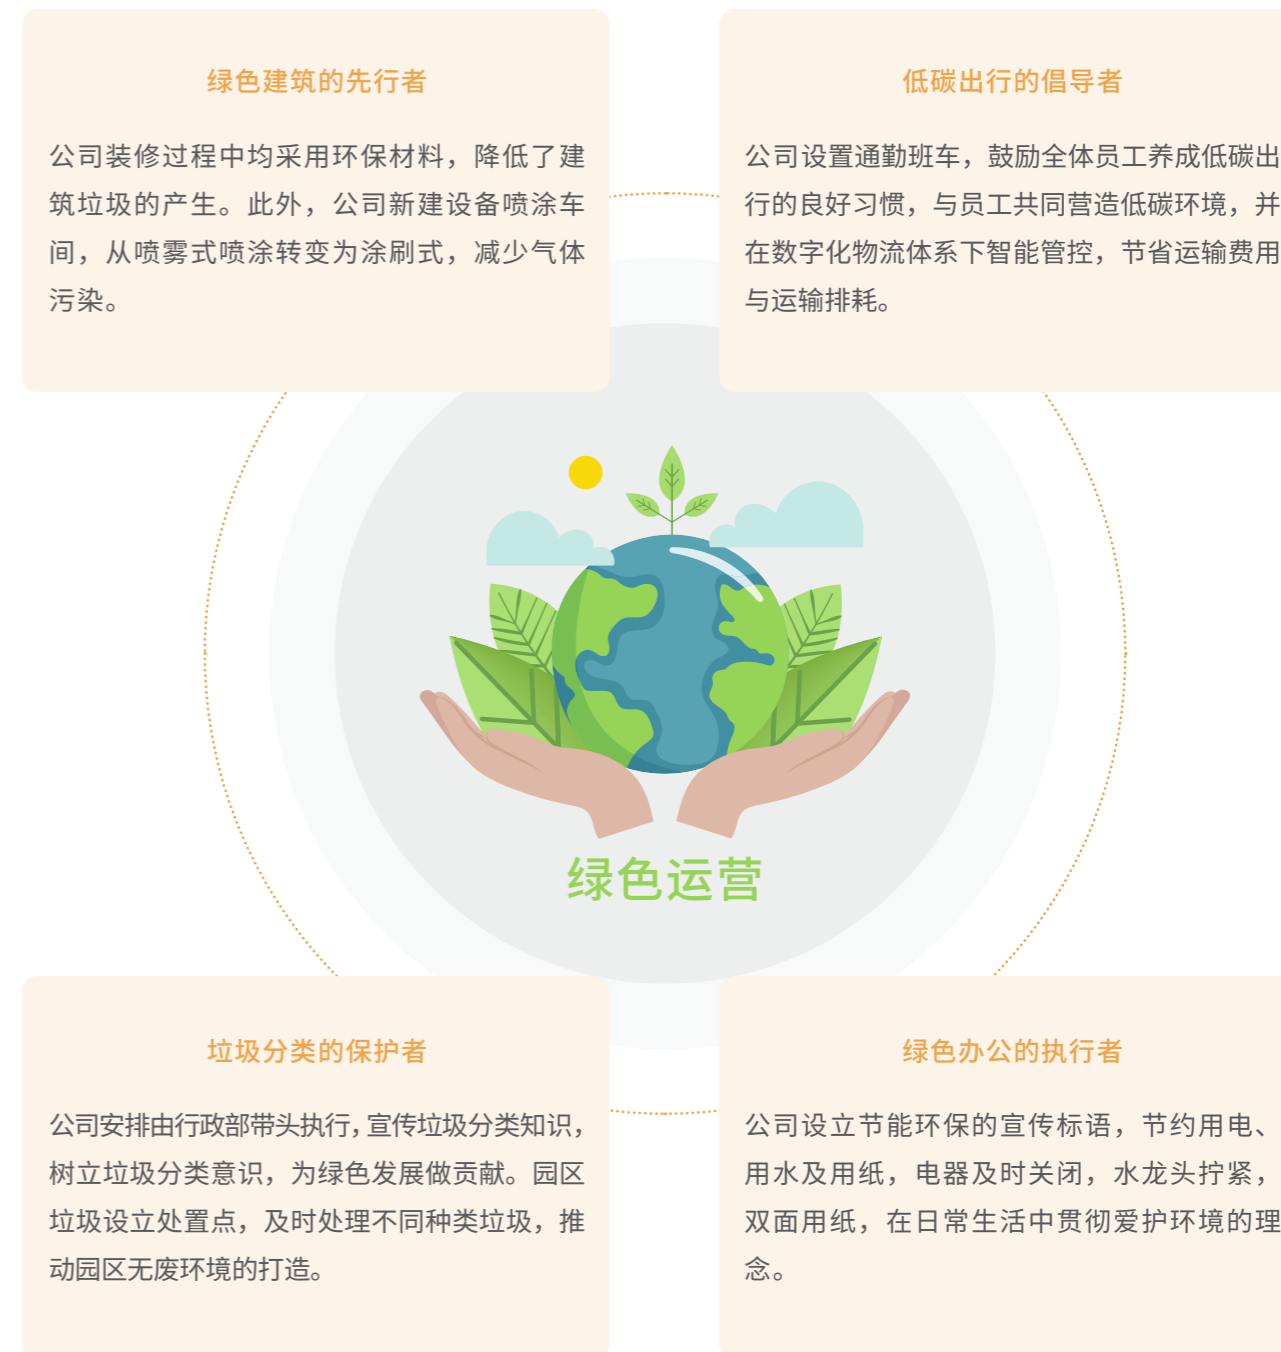 绿色建筑的先行者
公司装修过程中均采用环保材料，降低了建
筑垃圾的产生。此外，公司新建设备喷涂车
间，从喷雾式喷涂转变为涂刷式，减少气体
污染。
低碳出行的倡导者
公司设置通勤班车，鼓励全体员工养成低碳出
行的良好习惯，与员工共同营造低碳环境，并
在数字化物流体系下智能管控，节省运输费用
与运输排耗。
绿色运营
垃圾分类的保护者
公司安排由行政部带头执行，宣传垃圾分类知识，
树立垃圾分类意识，为绿色发展做贡献。园区
垃圾设立处置点，及时处理不同种类垃圾，推
动园区无废环境的打造。
绿色办公的执行者
公司设立节能环保的宣传标语，节约用电、
用水及用纸，电器及时关闭，水龙头拧紧，
双面用纸，在日常生活中贯彻爱护环境的理
念。